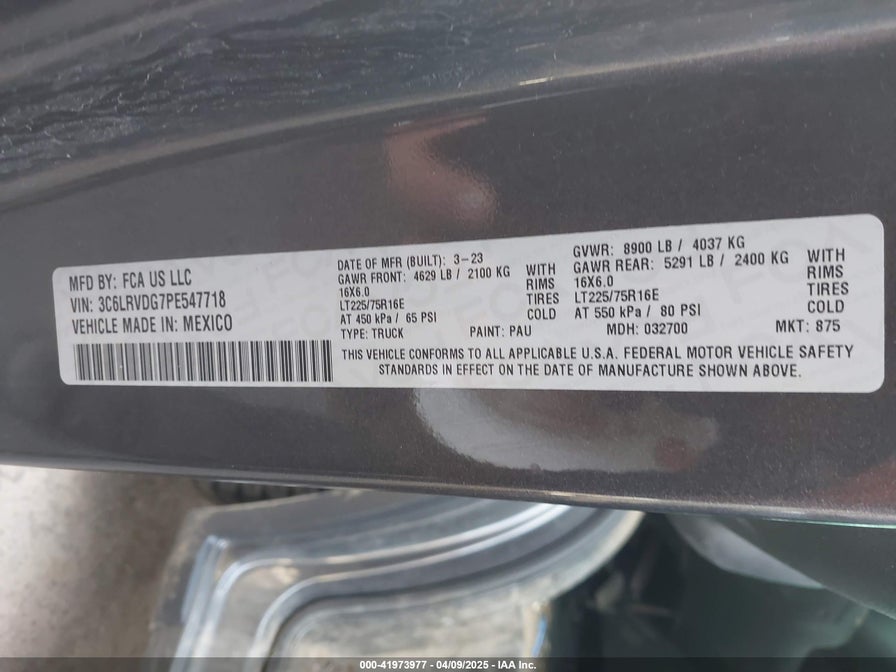 MFD BY: FCA US LLC
VIN: 3C6LRVDG7PE547718
VEHICLE MADE IN: MEXICO
DATE OF MFR (BUILT): 3-23
GAWR FRONT: 4629 LB / 2100 KG WITH
16X6.0 RIMS
LT225/75R16E TIRES
AT 450 kPa / 65 PSI COLD
TYPE: TRUCK PAINT: PAU
GVWR: 8900 LB / 4037 KG
GAWR REAR: 5291 LB / 2400 KG WITH
16X6.0 RIMS
LT225/75R16E TIRES
AT 550 kPa / 80 PSI COLD
MDH: 032700 MKT: 875
THIS VEHICLE CONFORMS TO ALL APPLICABLE U.S.A. FEDERAL MOTOR VEHICLE SAFETY
STANDARDS IN EFFECT ON THE DATE OF MANUFACTURE SHOWN ABOVE.
000-41973977 - 04/09/2025 - IAA Inc.